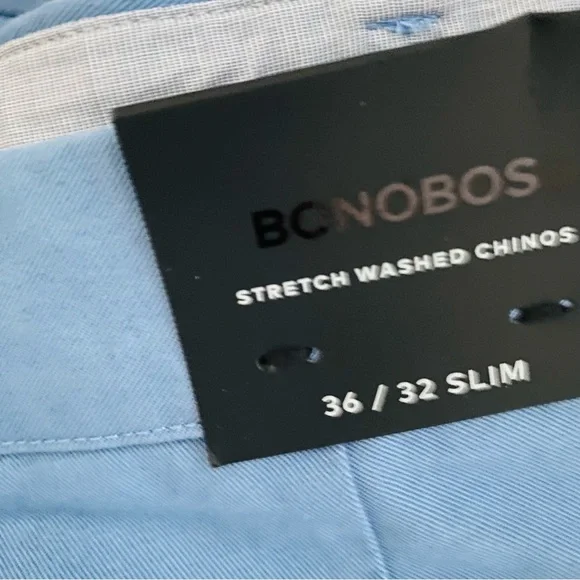 BONOBOS
STRETCH WASHED CHINOS
36 / 32 SLIM